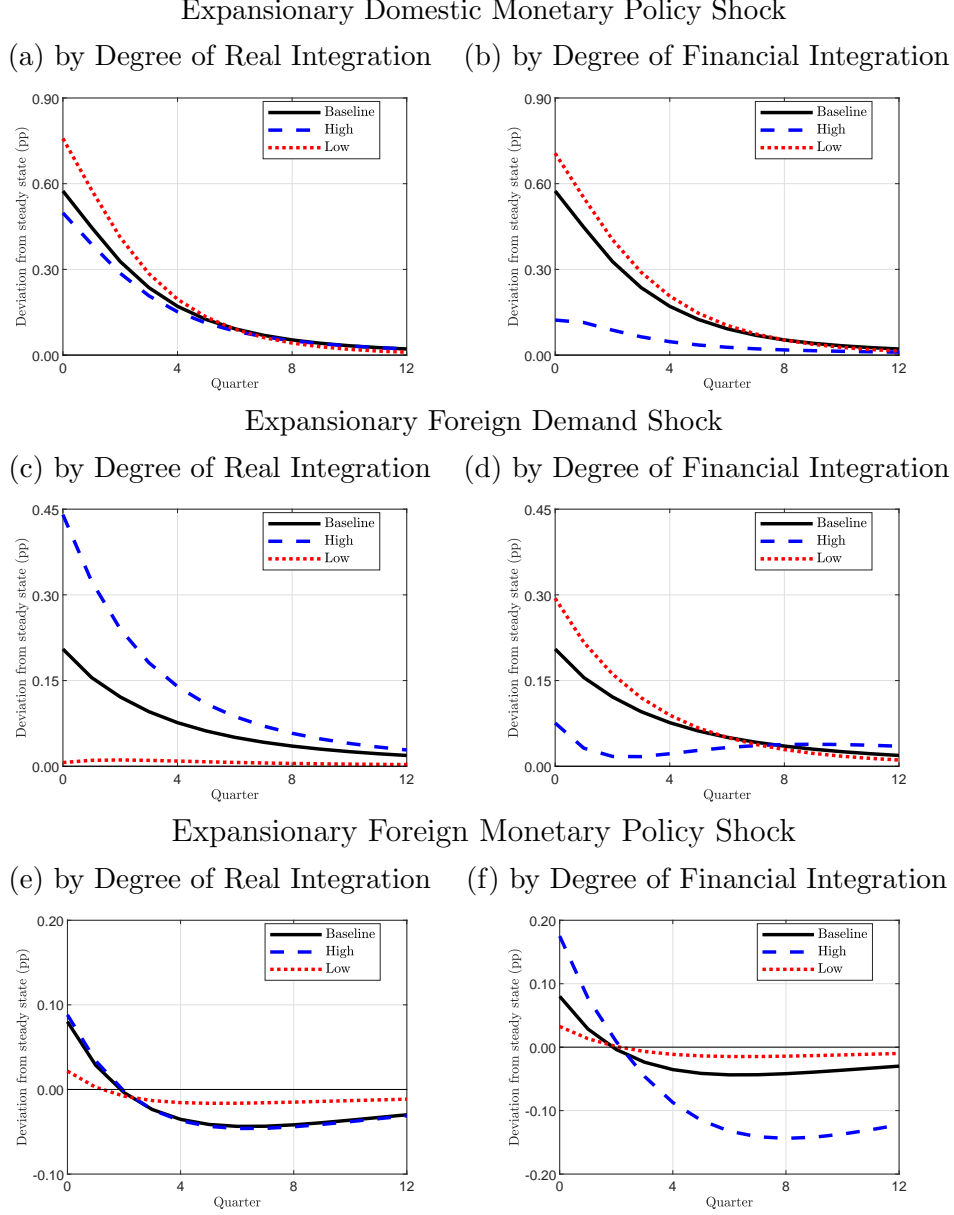 Expansionary Domestic Monetary Policy Shock
(a) by Degree of Real Integration
(b) by Degree of Financial Integration
Deviation from steady state (pp)
0.90
0.60
0.30
0.00
0
4
8
12
Quarter
Baseline
High
Low
Deviation from steady state (pp)
0.90
0.60
0.30
0.00
0
4
8
12
Quarter
Baseline
High
Low
Expansionary Foreign Demand Shock
(c) by Degree of Real Integration
(d) by Degree of Financial Integration
Deviation from steady state (pp)
0.45
0.30
0.15
0.00
0
4
8
12
Quarter
Baseline
High
Low
Deviation from steady state (pp)
0.45
0.30
0.15
0.00
0
4
8
12
Quarter
Baseline
High
Low
Expansionary Foreign Monetary Policy Shock
(e) by Degree of Real Integration
(f) by Degree of Financial Integration
Deviation from steady state (pp)
0.20
0.10
0.00
-0.10
0
4
8
12
Quarter
Baseline
High
Low
Deviation from steady state (pp)
0.20
0.10
0.00
-0.10
-0.20
0
4
8
12
Quarter
Baseline
High
Low